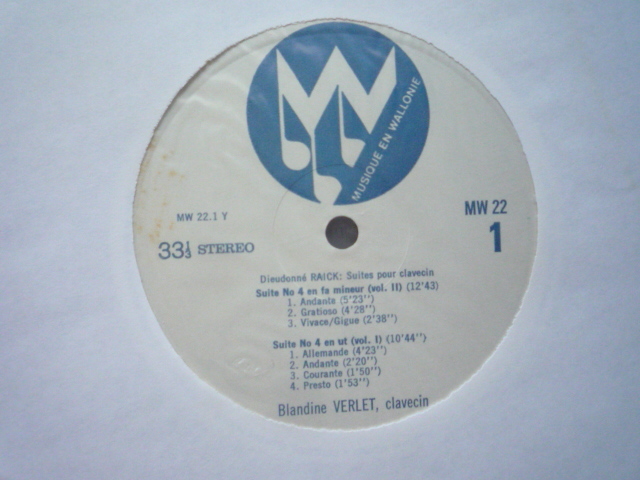 MUSIQUE EN WALLONIE
MW 22.1 Y
MW 22
33⅓ STEREO
1
Dieudonné RAICK: Suites pour clavecin
Suite No 4 en fa mineur (vol. II) (12'43)
1. Andante (5'23'')
2. Gratioso (4'28'')
3. Vivace/Gigue (2'38'')
Suite No 4 en ut (vol. I) (10'44'')
1. Allemande (4'23'')
2. Andante (2'20'')
3. Courante (1'50'')
4. Presto (1'53'')
Blandine VERLET, clavecin